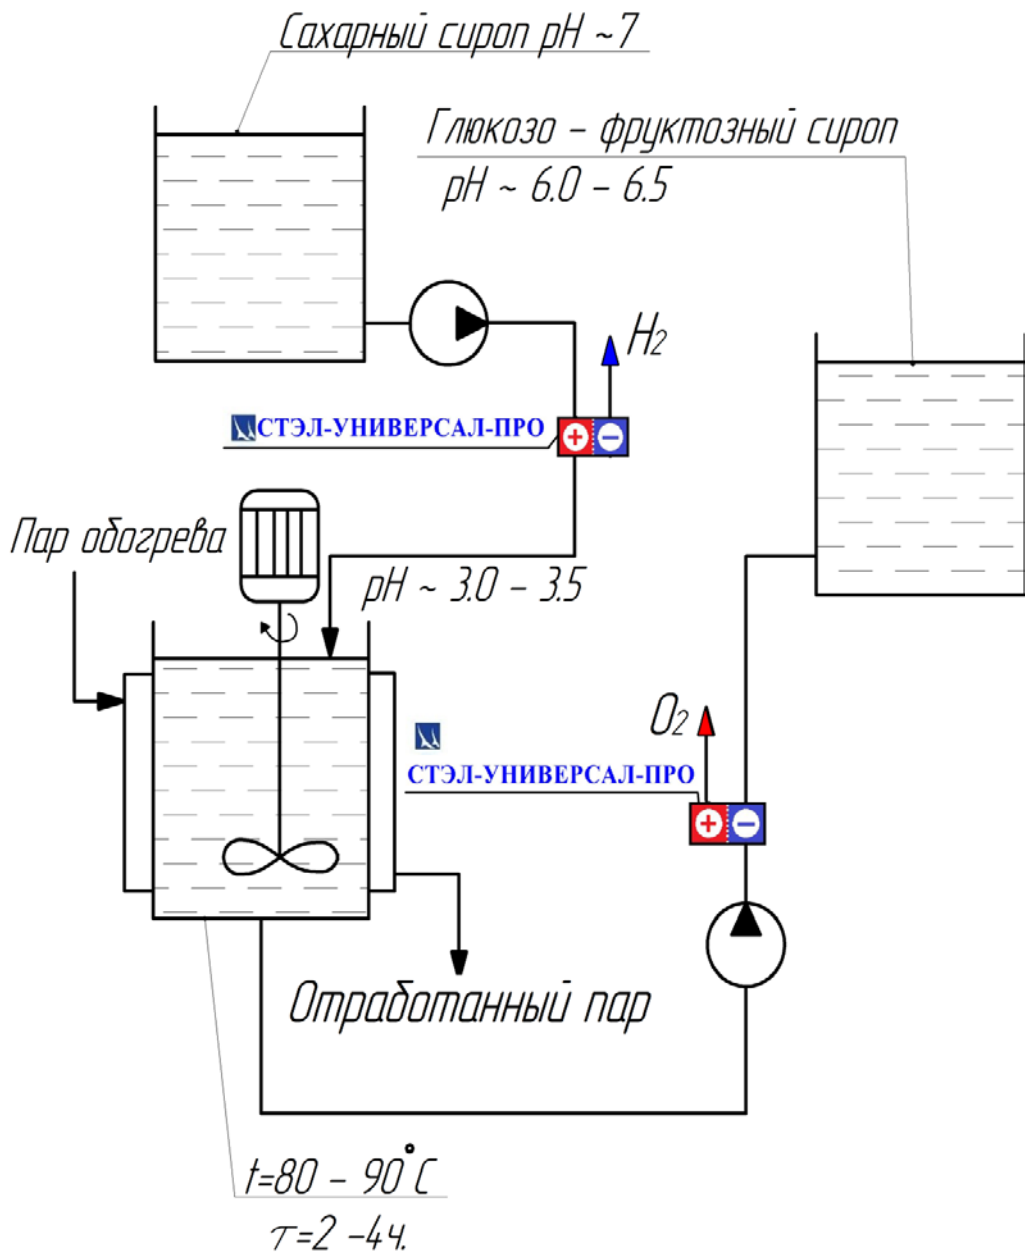 Сахарный сироп pH ~7
Глюкозо - фруктозный сироп
pH ~ 6.0 - 6.5
H2
СТЭЛ-УНИВЕРСАЛ-ПРО
+ −
Пар обогрева
pH ~ 3.0 - 3.5
O2
СТЭЛ-УНИВЕРСАЛ-ПРО
+ −
Отработанный пар
t=80 - 90°C
τ=2 -4ч.